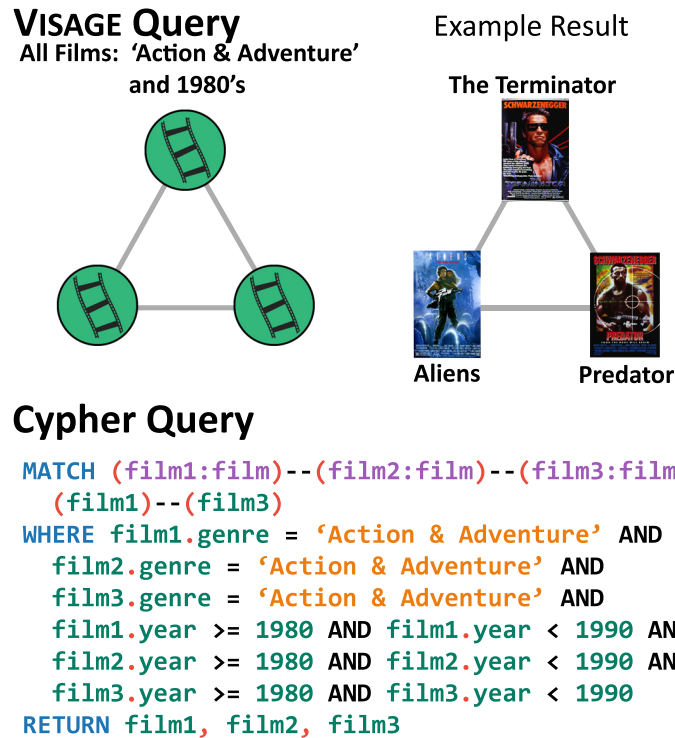 VISAGE Query
All Films: ‘Action & Adventure’
and 1980’s
Example Result
The Terminator
SCHWARZENEGGER
ALIENS
SCHWARZENEGGER
PREDATOR
Aliens
Predator
Cypher Query
MATCH (film1:film)--(film2:film)--(film3:film
(film1)--(film3)
WHERE film1.genre = ‘Action & Adventure’ AND
film2.genre = ‘Action & Adventure’ AND
film3.genre = ‘Action & Adventure’ AND
film1.year >= 1980 AND film1.year < 1990 AN
film2.year >= 1980 AND film2.year < 1990 AN
film3.year >= 1980 AND film3.year < 1990
RETURN film1, film2, film3